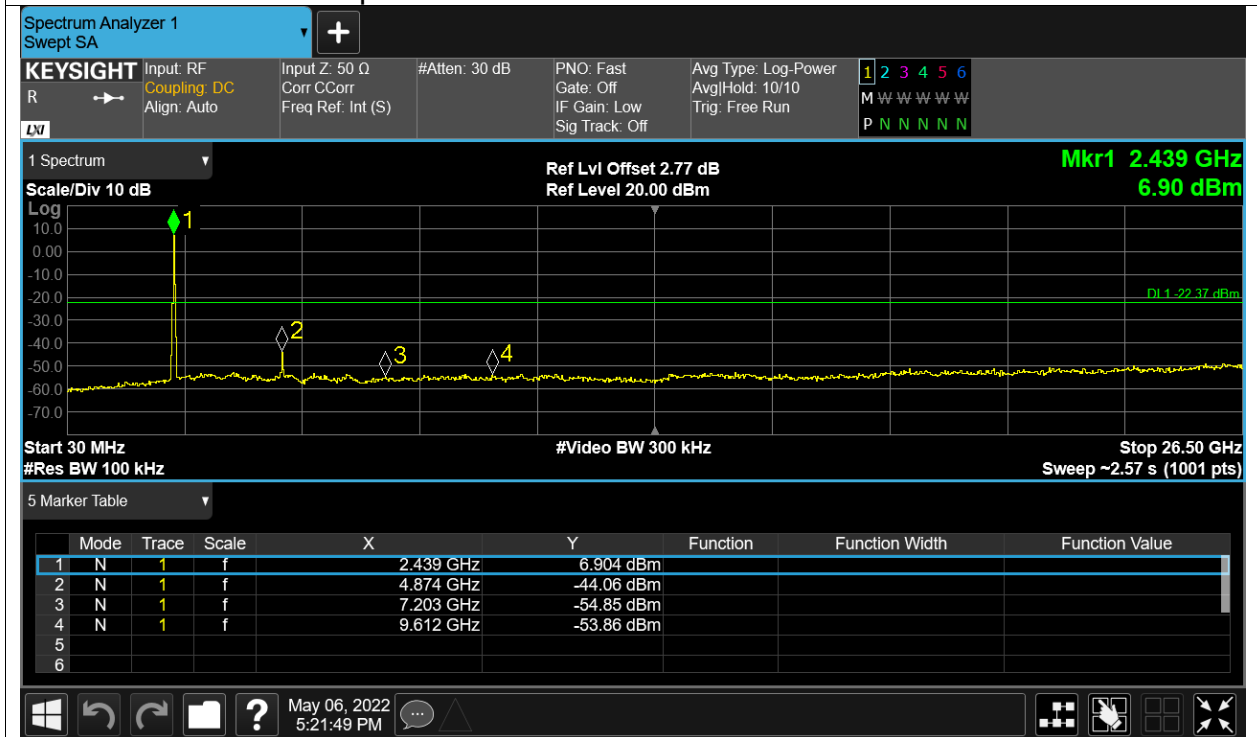 Spectrum Analyzer 1
Swept SA
+
KEYSIGHT Input: RF Input Z: 50 Ω #Atten: 30 dB PNO: Fast Avg Type: Log-Power 1 2 3 4 5 6
R Coupling: DC Corr CCorr Gate: Off Avg|Hold: 10/10 M W W W W W
Align: Auto Freq Ref: Int (S) IF Gain: Low Trig: Free Run
LXI Sig Track: Off P N N N N N
1 Spectrum Ref Lvl Offset 2.77 dB Mkr1 2.439 GHz
Scale/Div 10 dB Ref Level 20.00 dBm 6.90 dBm
Log
1
10.0
0.00
-10.0
-20.0
DL1 -22.37 dBm
-30.0
2
-40.0
3
4
-50.0
-60.0
-70.0
Start 30 MHz #Video BW 300 kHz Stop 26.50 GHz
#Res BW 100 kHz Sweep ~2.57 s (1001 pts)
5 Marker Table
Mode Trace Scale X Y Function Function Width Function Value
1 N 1 f 2.439 GHz 6.904 dBm
2 N 1 f 4.874 GHz -44.06 dBm
3 N 1 f 7.203 GHz -54.85 dBm
4 N 1 f 9.612 GHz -53.86 dBm
5
6
?
May 06, 2022
5:21:49 PM